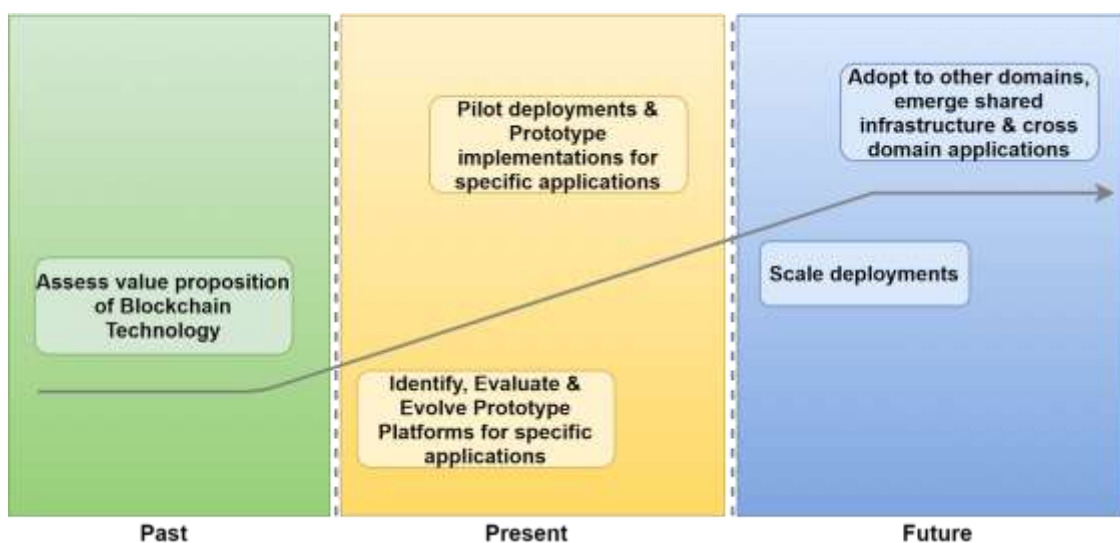 Assess value proposition
of Blockchain
Technology
Pilot deployments &
Prototype
implementations for
specific applications
Identify, Evaluate &
Evolve Prototype
Platforms for specific
applications
Adopt to other domains,
emerge shared
infrastructure & cross
domain applications
Scale deployments
Past
Present
Future